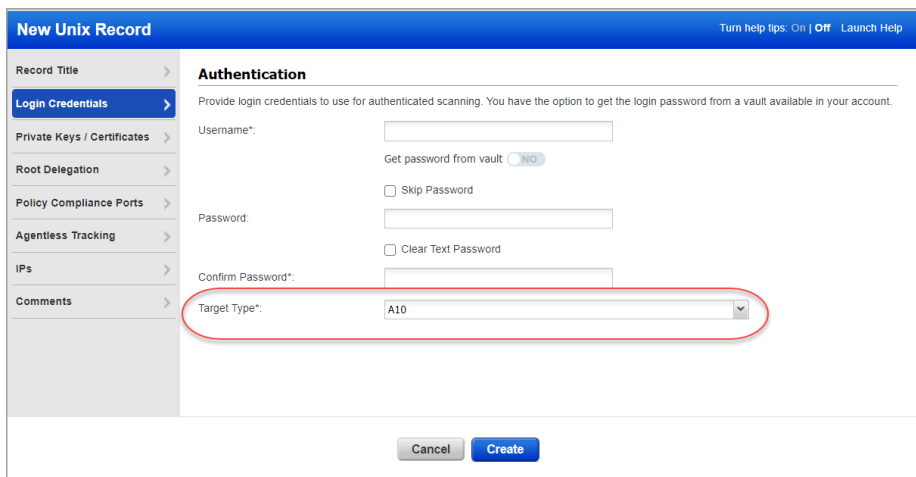 New Unix Record
Turn help tips: On | Off Launch Help
Record Title
Login Credentials
Private Keys / Certificates
Root Delegation
Policy Compliance Ports
Agentless Tracking
IPs
Comments
Authentication
Provide login credentials to use for authenticated scanning. You have the option to get the login password from a vault available in your account.
Username*:
Get password from vault NO
Skip Password
Password:
Clear Text Password
Confirm Password*:
Target Type*: A10
Cancel Create